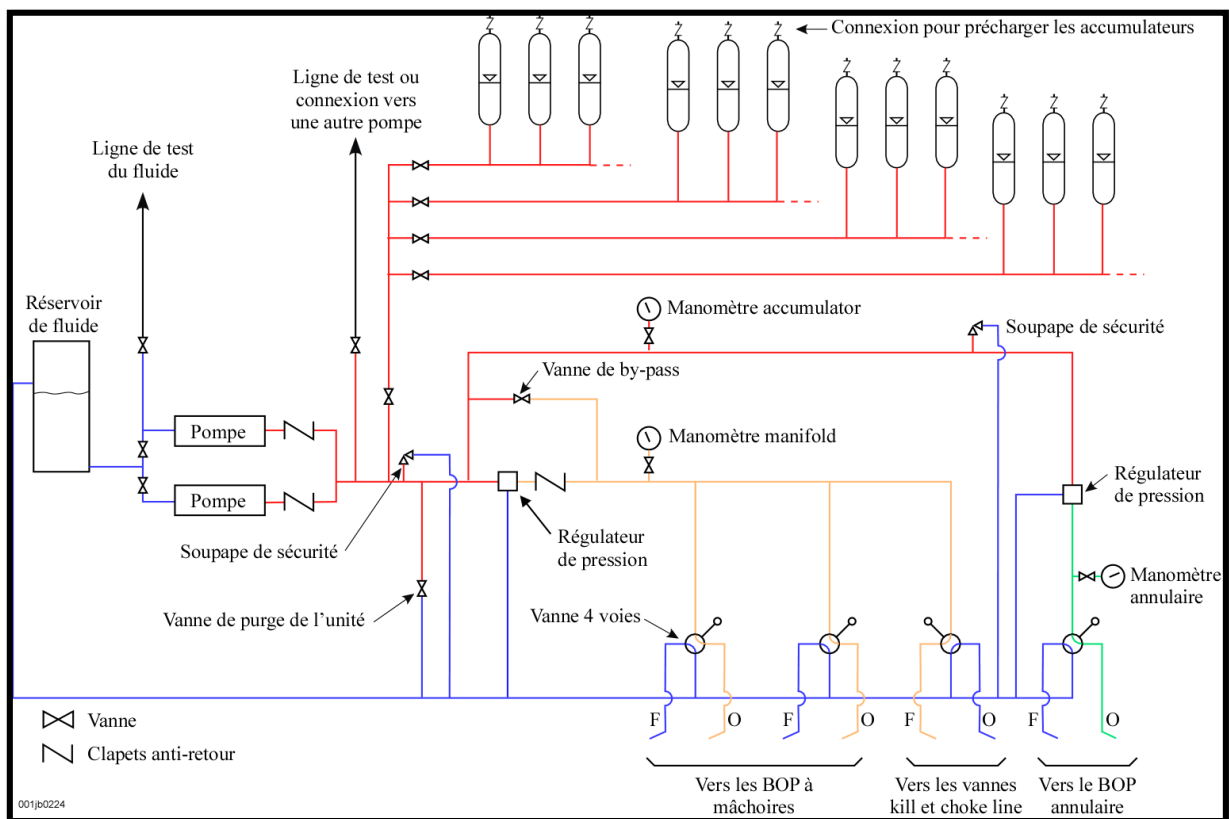 Connexion pour précharger les accumulateurs
Ligne de test ou
connexion vers
une autre pompe
Ligne de test
du fluide
Réservoir
de fluide
Manomètre accumulator
Soupape de sécurité
Vanne de by-pass
Pompe
Manomètre manifold
Pompe
Régulateur
de pression
Soupape de sécurité
Régulateur
de pression
Manomètre
annulaire
Vanne de purge de l'unité
Vanne 4 voies
Vanne
F
O
F
O
F
O
F
O
Clapets anti-retour
Vers les BOP à
mâchoires
Vers les vannes
kill et choke line
Vers le BOP
annulaire
001jb0224